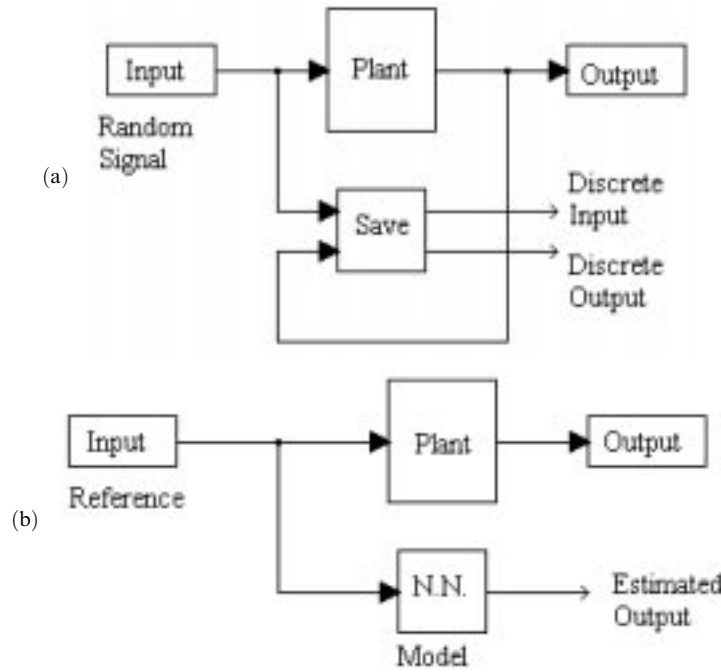 Input
Plant
Output
Random
Signal
(a)
Save
Discrete
Input
Discrete
Output
Input
Plant
Output
Reference
(b)
N.N.
Estimated
Output
Model